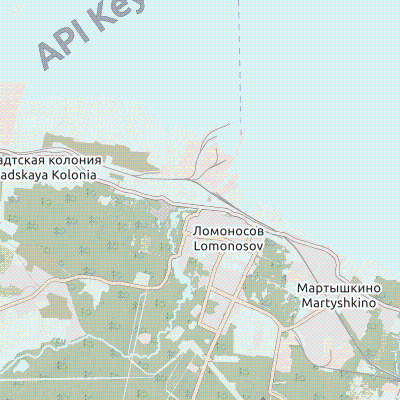 API Key
адтская колония
adskaya Kolonia
Ломоносов
Lomonosov
Мартышкино
Martyshkino